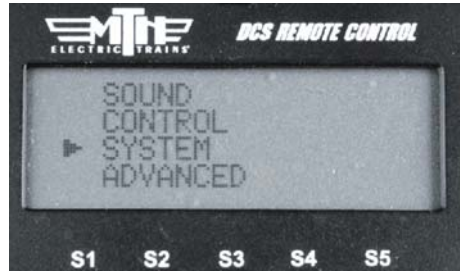 MTH DCS REMOTE CONTROL
ELECTRIC TRAINS
SOUND
CONTROL
SYSTEM
ADVANCED
S1 S2 S3 S4 S5